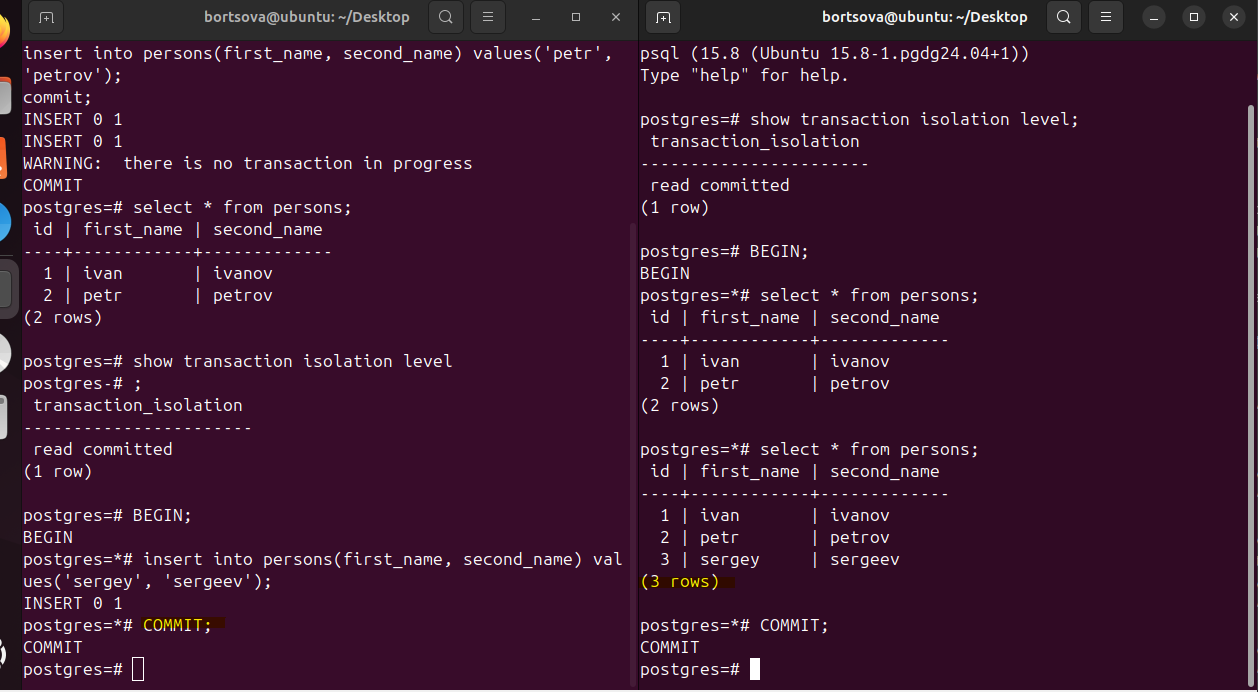 bortsova@ubuntu: ~/Desktop
insert into persons(first_name, second_name) values('petr',
'petrov');
commit;
INSERT 0 1
INSERT 0 1
WARNING:  there is no transaction in progress
COMMIT
postgres=# select * from persons;
 id | first_name | second_name
----+------------+-------------
  1 | ivan       | ivanov
  2 | petr       | petrov
(2 rows)
postgres=# show transaction isolation level
postgres-# ;
 transaction_isolation
-----------------------
 read committed
(1 row)
postgres=# BEGIN;
BEGIN
postgres=*# insert into persons(first_name, second_name) val
ues('sergey', 'sergeev');
INSERT 0 1
postgres=*# COMMIT;
COMMIT
postgres=#
bortsova@ubuntu: ~/Desktop
psql (15.8 (Ubuntu 15.8-1.pgdg24.04+1))
Type "help" for help.
postgres=# show transaction isolation level;
 transaction_isolation
-----------------------
 read committed
(1 row)
postgres=# BEGIN;
BEGIN
postgres=*# select * from persons;
 id | first_name | second_name
----+------------+-------------
  1 | ivan       | ivanov
  2 | petr       | petrov
(2 rows)
postgres=*# select * from persons;
 id | first_name | second_name
----+------------+-------------
  1 | ivan       | ivanov
  2 | petr       | petrov
  3 | sergey     | sergeev
(3 rows)
postgres=*# COMMIT;
COMMIT
postgres=#